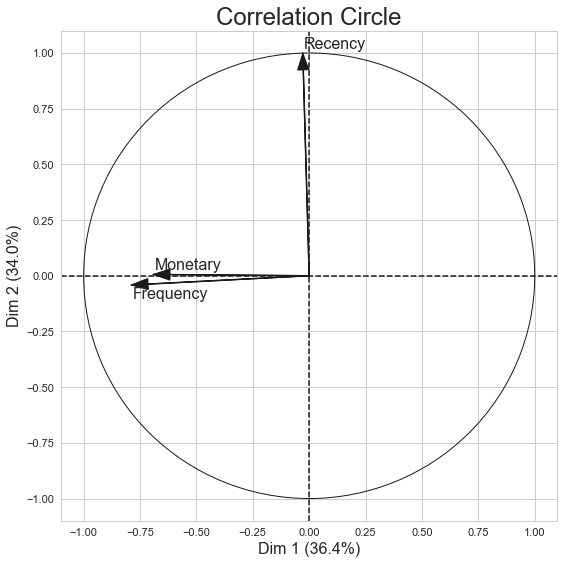 Correlation Circle
Recency
1.00
0.75
0.50
0.25
Monetary
0.00
Frequency
−0.25
−0.50
−0.75
−1.00
Dim 2 (34.0%)
−1.00 −0.75 −0.50 −0.25 0.00 0.25 0.50 0.75 1.00
Dim 1 (36.4%)